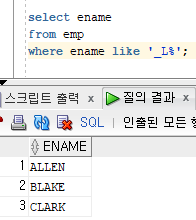 select ename
from emp
where ename like '_L%';
스크립트 출력 x 질의 결과 x
SQL | 인출된 모든 행
ENAME
1 ALLEN
2 BLAKE
3 CLARK